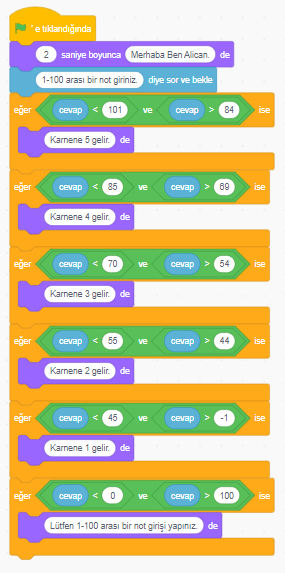 ' e tıklandığında
2 saniye boyunca Merhaba Ben Alican. de
1-100 arası bir not giriniz. diye sor ve bekle
eğer cevap < 101 ve cevap > 84 ise
Karnene 5 gelir. de
eğer cevap < 85 ve cevap > 69 ise
Karnene 4 gelir. de
eğer cevap < 70 ve cevap > 54 ise
Karnene 3 gelir. de
eğer cevap < 55 ve cevap > 44 ise
Karnene 2 gelir. de
eğer cevap < 45 ve cevap > -1 ise
Karnene 1 gelir. de
eğer cevap < 0 ve cevap > 100 ise
Lütfen 1-100 arası bir not girişi yapınız. de